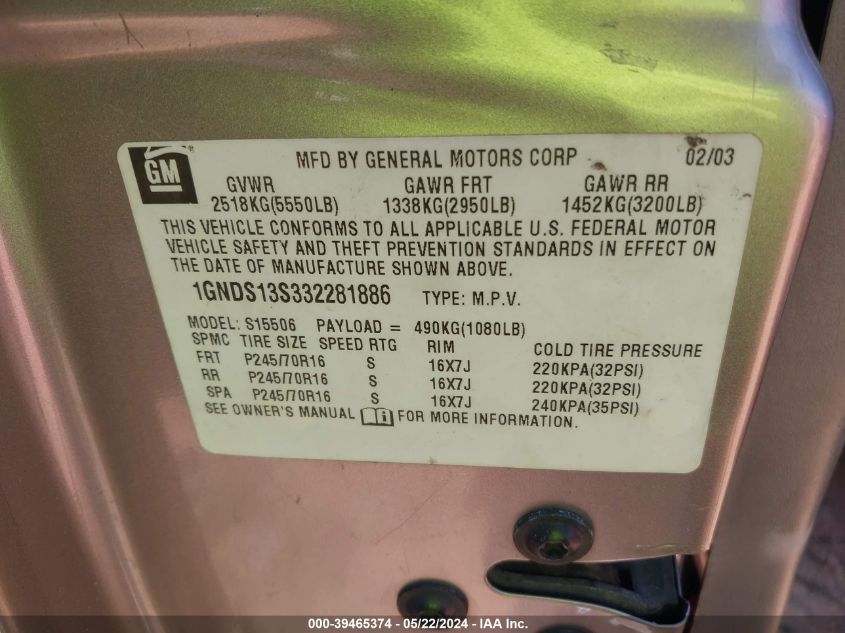 GM MFD BY GENERAL MOTORS CORP 02/03
GVWR GAWR FRT GAWR RR
2518KG(5550LB) 1338KG(2950LB) 1452KG(3200LB)
THIS VEHICLE CONFORMS TO ALL APPLICABLE U.S. FEDERAL MOTOR
VEHICLE SAFETY AND THEFT PREVENTION STANDARDS IN EFFECT ON
THE DATE OF MANUFACTURE SHOWN ABOVE.
1GNDS13S332281886 TYPE: M.P.V.
MODEL: S15506 PAYLOAD = 490KG(1080LB)
SPMC TIRE SIZE SPEED RTG RIM COLD TIRE PRESSURE
FRT P245/70R16 S 16X7J 220KPA(32PSI)
RR P245/70R16 S 16X7J 220KPA(32PSI)
SPA P245/70R16 S 16X7J 240KPA(35PSI)
SEE OWNER'S MANUAL FOR MORE INFORMATION.
000-39465374 - 05/22/2024 - IAA Inc.